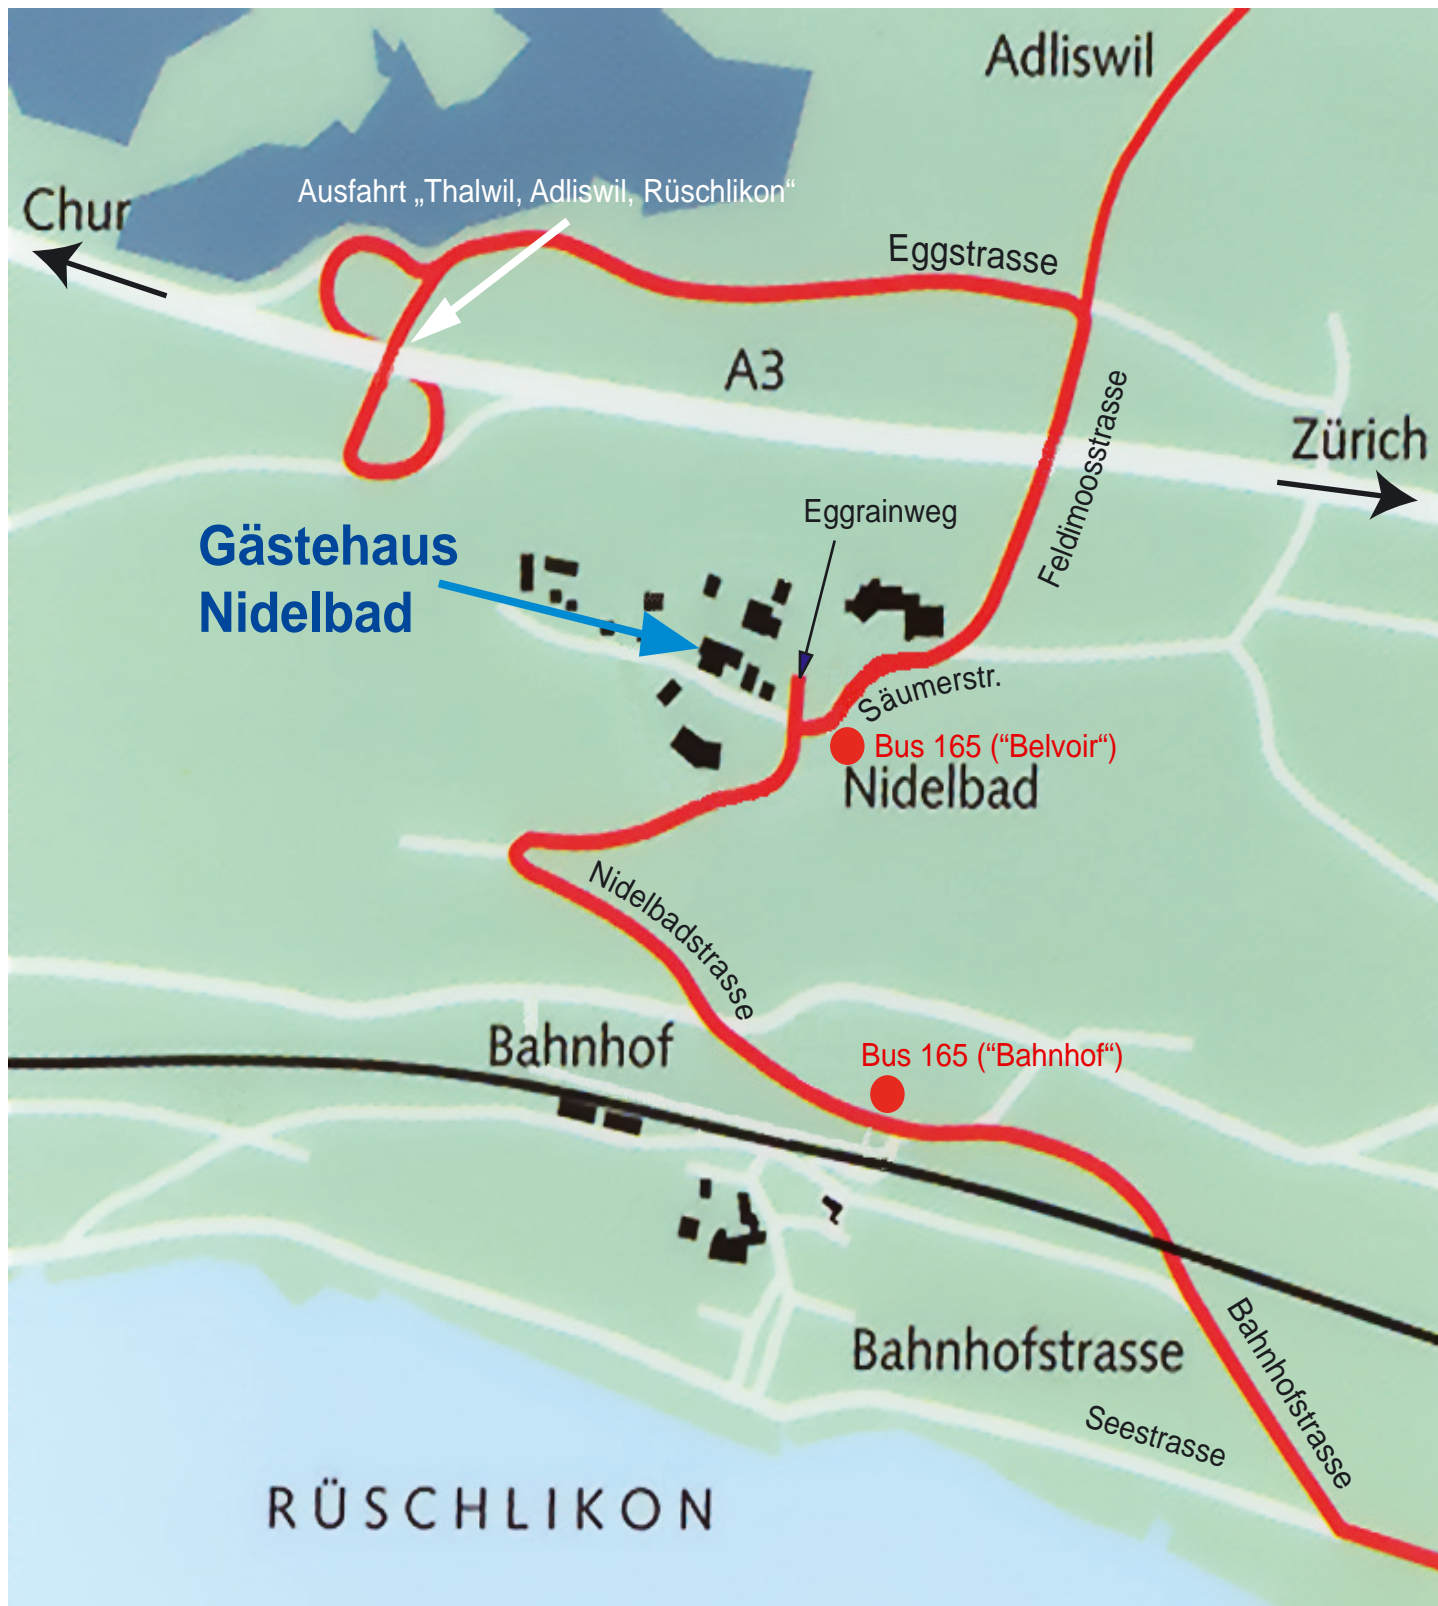 Adliswil
Ausfahrt „Thalwil, Adliswil, Rüschlikon“
Chur
Eggstrasse
A3
Feldimoosstrasse
Zürich
Eggrainweg
Gästehaus
Nidelbad
Säumerstr.
Bus 165 (“Belvoir“)
Nidelbad
Nidelbadstrasse
Bahnhof
Bus 165 (“Bahnhof“)
Bahnhofstrasse
Bahnhofstrasse
Seestrasse
RÜSCHLIKON